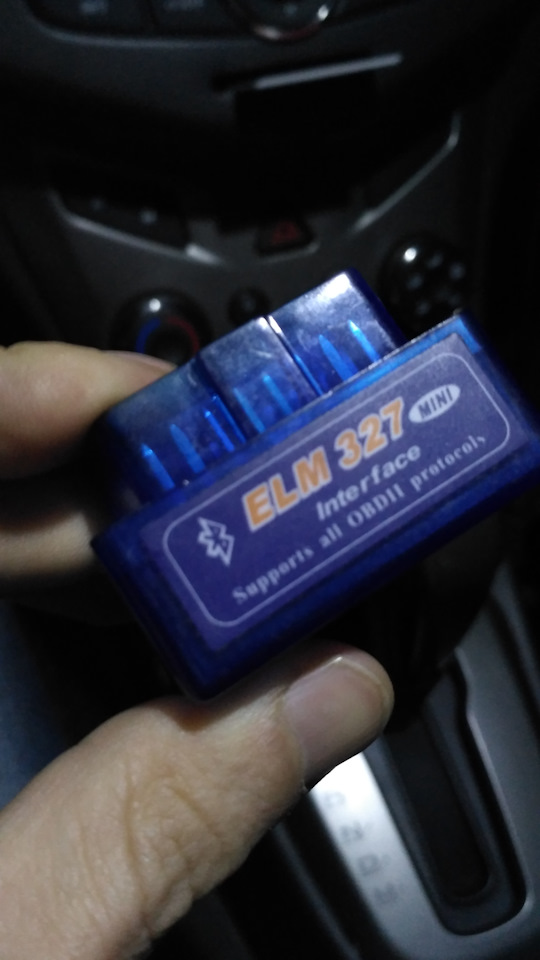 ELM 327 MINI
Interface
Supports all OBDII protocols